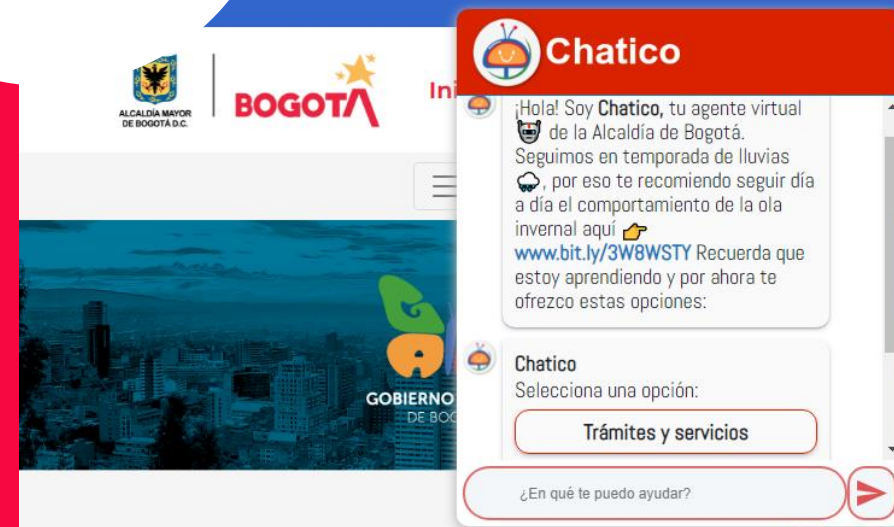 ALCALDÍA MAYOR
DE BOGOTÁ D.C.
BOGOTÁ
Ini
GOBIERNO
DE BOG
Chatico
¡Hola! Soy Chatico, tu agente virtual
de la Alcaldía de Bogotá.
Seguimos en temporada de lluvias
, por eso te recomiendo seguir día
a día el comportamiento de la ola
invernal aquí
www.bit.ly/3W8WSTY Recuerda que
estoy aprendiendo y por ahora te
ofrezco estas opciones:
Chatico
Selecciona una opción:
Trámites y servicios
¿En qué te puedo ayudar?